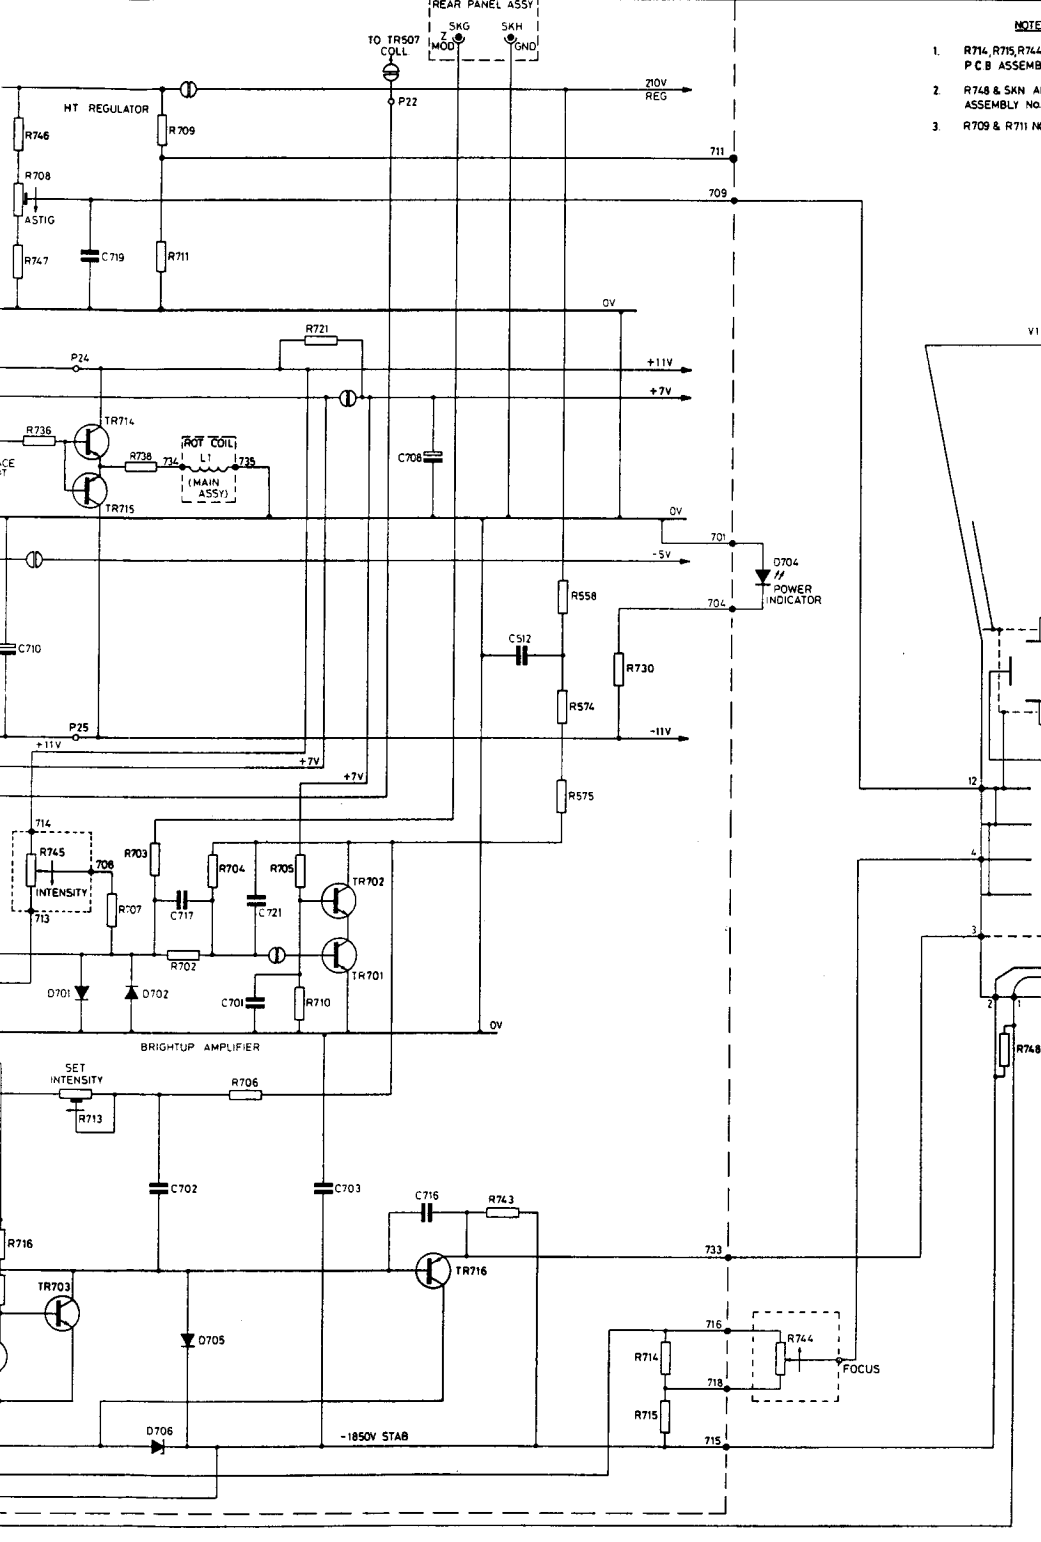 REAR PANEL ASSY
SKG
SKH
Z
MOD
GND
TO TR507
COLL
P22
210V
REG
HT REGULATOR
R709
R746
R708
ASTIG
R747
C719
R711
711
709
0V
NOTE
1. R714, R715, R744
P C B ASSEMB
2. R748 & SKN A
ASSEMBLY No.
3. R709 & R711 N
V1
R721
P24
+11V
+7V
TR714
R736
R738
734
ROT COIL
L1
735
(MAIN
ASSY)
TR715
C708
ACE
0V
701
-5V
D704
POWER
INDICATOR
704
R558
C512
R730
R574
C710
P25
-11V
+11V
+7V
+7V
R575
12
714
R745
708
INTENSITY
713
R707
R703
R704
R705
C717
C721
TR702
R702
TR701
D701
D702
C701
R710
0V
BRIGHTUP AMPLIFIER
4
3
2
1
R748
SET
INTENSITY
R713
R706
C702
C703
C716
R743
R716
TR716
733
TR703
D705
716
R744
R714
FOCUS
718
R715
D706
-1850V STAB
715